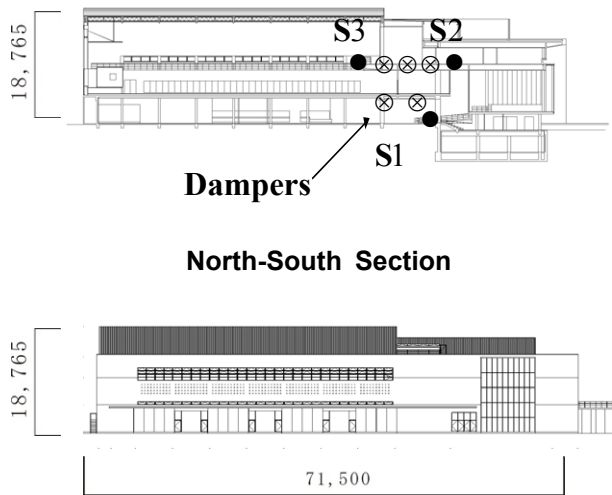 S3 S2
18,765
S1
Dampers
North-South Section
18,765
71,500